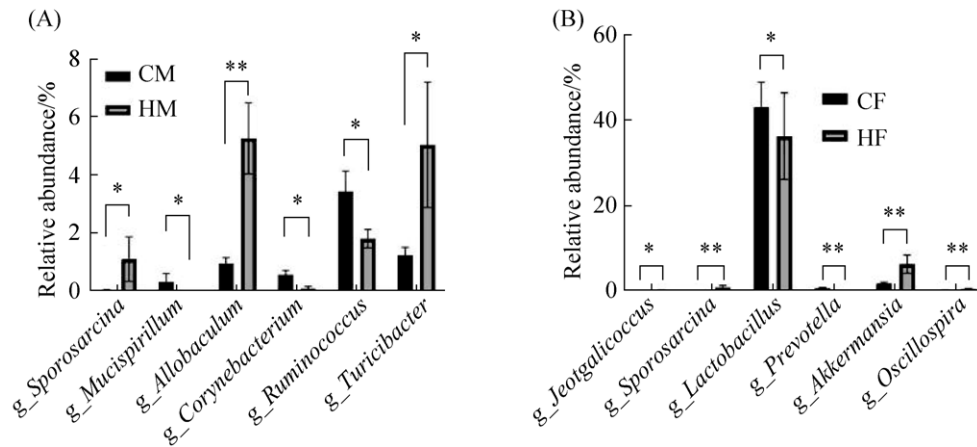 (A)
Relative abundance/%
8
6
4
2
0
CM
HM
*
*
**
*
*
*
g_Sporosarcina
g_Mucispirillum
g_Allobaculum
g_Corynebacterium
g_Ruminococcus
g_Turicibacter
(B)
Relative abundance/%
60
40
20
0
CF
HF
*
**
*
**
**
**
g_Jeotgalicoccus
g_Sporosarcina
g_Lactobacillus
g_Prevotella
g_Akkermansia
g_Oscillospira